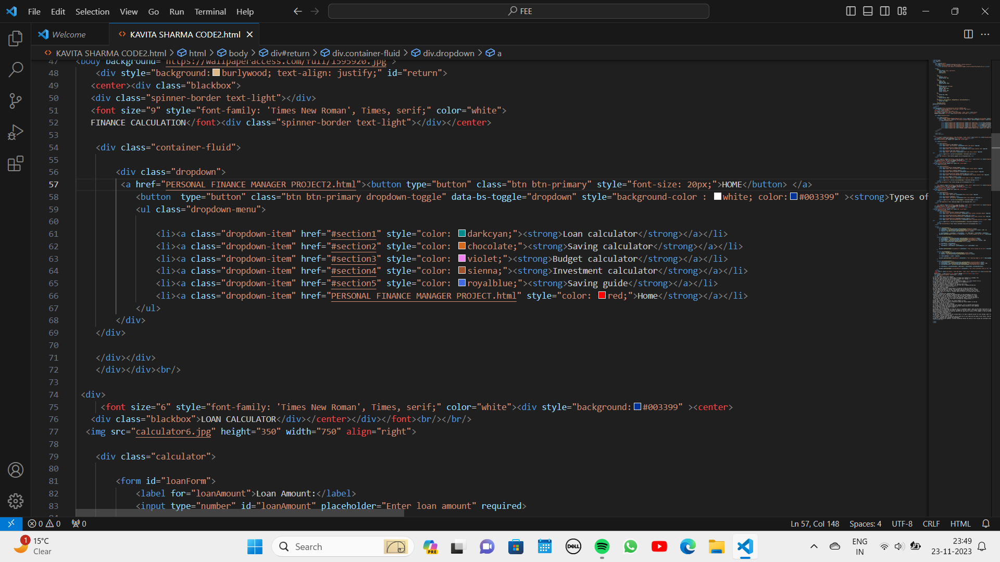 File Edit Selection View Go Run Terminal Help FEE
Welcome KAVITA SHARMA CODE2.html
KAVITA SHARMA CODE2.html > html > body > div#return > div.container-fluid > div.dropdown > a
47 <body background="https://wallpaperaccess.com/full/1595920.jpg">
48 <div style="background:burlywood; text-align: justify;" id="return">
49 <center><div class="blackbox">
50 <div class="spinner-border text-light"></div>
51 <font size="9" style="font-family: 'Times New Roman', Times, serif;" color="white">
52 FINANCE CALCULATION</font><div class="spinner-border text-light"></div></center>
53
54 <div class="container-fluid">
55
56 <div class="dropdown">
57 <a href="PERSONAL FINANCE MANAGER PROJECT2.html"><button type="button" class="btn btn-primary" style="font-size: 20px;">HOME</button> </a>
58 <button  type="button" class="btn btn-primary dropdown-toggle" data-bs-toggle="dropdown" style="background-color : white; color:#003399" ><strong>Types of
59 <ul class="dropdown-menu">
60
61 <li><a class="dropdown-item" href="#section1" style="color: darkcyan;"><strong>Loan calculator</strong></a></li>
62 <li><a class="dropdown-item" href="#section2" style="color: chocolate;"><strong>Saving calculator</strong></a></li>
63 <li><a class="dropdown-item" href="#section3" style="color: violet;"><strong>Budget calculator</strong></a></li>
64 <li><a class="dropdown-item" href="#section4" style="color: sienna;"><strong>Investment calculator</strong></a></li>
65 <li><a class="dropdown-item" href="#section5" style="color: royalblue;"><strong>Saving guide</strong></a></li>
66 <li><a class="dropdown-item" href="PERSONAL FINANCE MANAGER PROJECT.html" style="color: red;">Home</strong></a></li>
67 </ul>
68 </div>
69 </div>
70
71 </div></div>
72 </div></div><br/>
73
74 <div>
75 <font size="6" style="font-family: 'Times New Roman', Times, serif;" color="white"><div style="background:#003399" ><center>
76 <div class="blackbox">LOAN CALCULATOR</div></center></div></font><br/></br/>
77 <img src="calculator6.jpg" height="350" width="750" align="right">
78
79 <div class="calculator">
80
81 <form id="loanForm">
82 <label for="loanAmount">Loan Amount:</label>
83 <input type="number" id="loanAmount" placeholder="Enter loan amount" required>
0 0 0 Ln 57, Col 148 Spaces: 4 UTF-8 CRLF HTML
1 15°C Clear Search PRE DELL ENG IN 23:49 23-11-2023